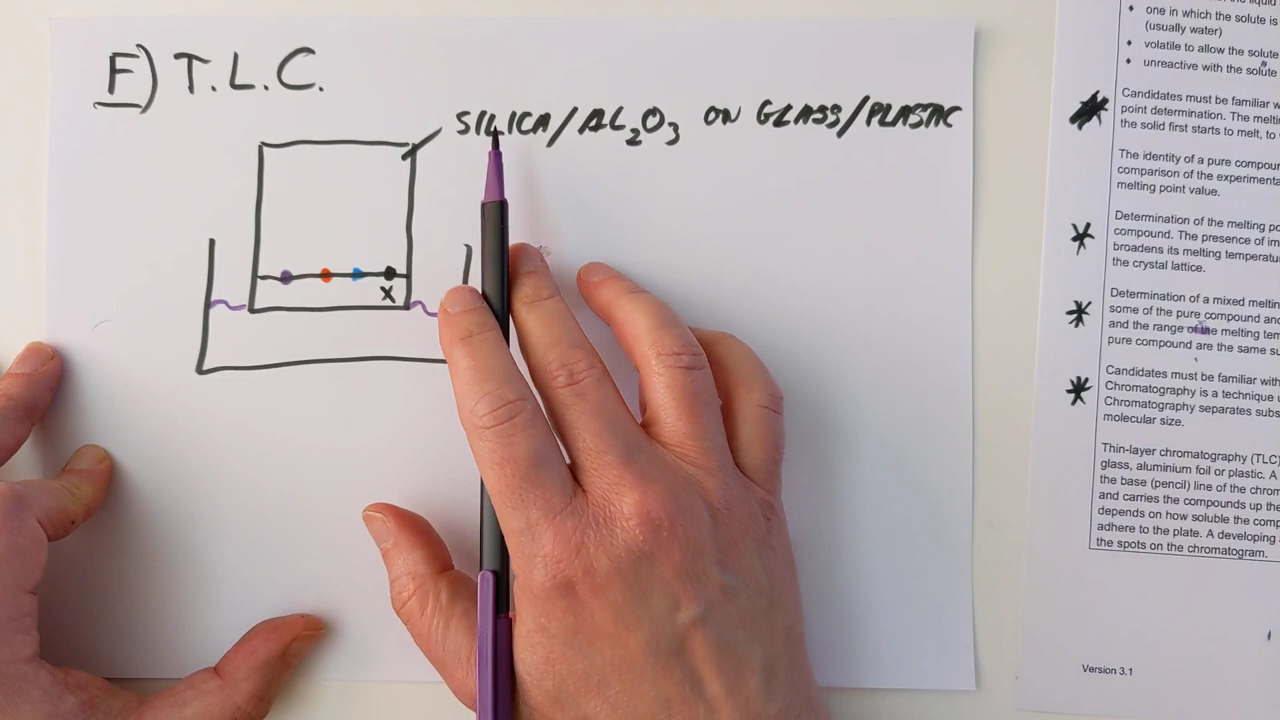 F) T.L.C.
SILICA/AL2O3 ON GLASS/PLASTIC
X
one in which the solute is
(usually water)
volatile to allow the solute
unreactive with the solute
Candidates must be familiar w
point determination. The melti
the solid first starts to melt, to
The identity of a pure compour
comparison of the experimenta
melting point value.
Determination of the melting po
compound. The presence of im
broadens its melting temperatu
the crystal lattice.
Determination of a mixed meltin
some of the pure compound and
and the range of the melting tem
pure compound are the same su
Candidates must be familiar with
Chromatography is a technique u
Chromatography separates subs
molecular size.
Thin-layer chromatography (TLC)
glass, aluminium foil or plastic. A
the base (pencil) line of the chrom
and carries the compounds up the
depends on how soluble the comp
adhere to the plate. A developing a
the spots on the chromatogram.
Version 3.1